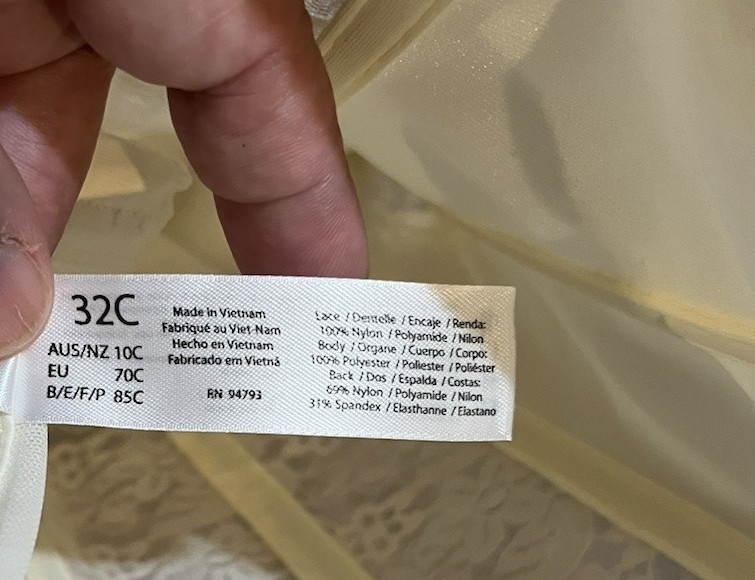 32C
AUS/NZ 10C
EU 70C
B/E/F/P 85C
Made in Vietnam
Fabriqué au Viet-Nam
Hecho en Vietnam
Fabricado em Vietnã
RN 94793
Lace / Dentelle / Encaje / Renda:
100% Nylon / Polyamide / Nilon
Body / Organe / Cuerpo / Corpo:
100% Polyester / Poliester / Poliéster
Back / Dos / Espalda / Costas:
69% Nylon / Polyamide / Nilon
31% Spandex / Elasthanne / Elastano